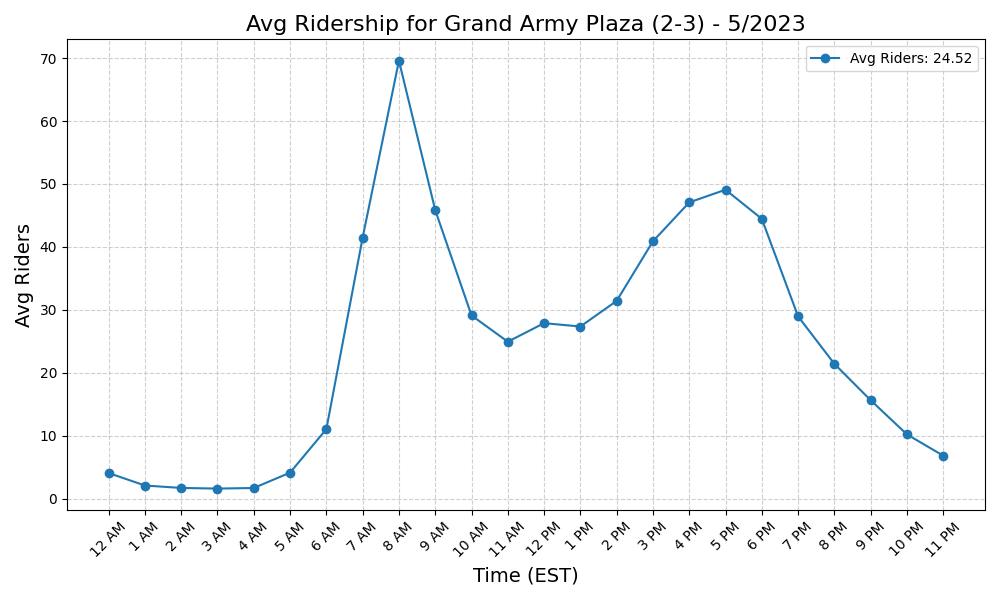 Avg Ridership for Grand Army Plaza (2-3) - 5/2023
Avg Riders: 24.52
Avg Riders
70
60
50
40
30
20
10
0
12 AM
1 AM
2 AM
3 AM
4 AM
5 AM
6 AM
7 AM
8 AM
9 AM
10 AM
11 AM
12 PM
1 PM
2 PM
3 PM
4 PM
5 PM
6 PM
7 PM
8 PM
9 PM
10 PM
11 PM
Time (EST)